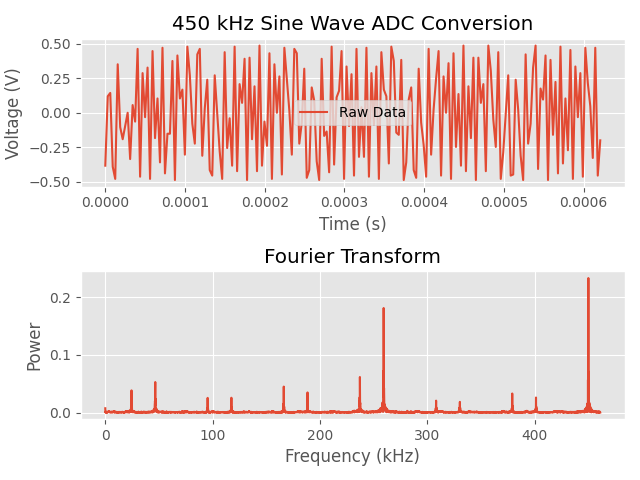 450 kHz Sine Wave ADC Conversion
0.50
0.25
0.00
−0.25
−0.50
Voltage (V)
Raw Data
0.0000 0.0001 0.0002 0.0003 0.0004 0.0005 0.0006
Time (s)
Fourier Transform
0.2
0.1
0.0
Power
0 100 200 300 400
Frequency (kHz)